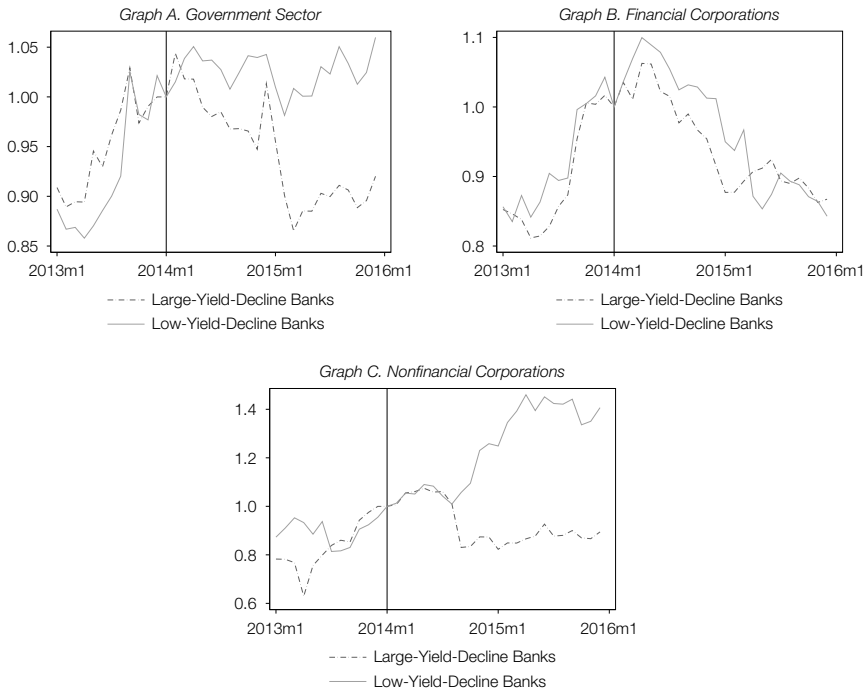 Graph A. Government Sector
1.05
1.00
0.95
0.90
0.85
2013m1 2014m1 2015m1 2016m1
Large-Yield-Decline Banks
Low-Yield-Decline Banks
Graph B. Financial Corporations
1.1
1.0
0.9
0.8
2013m1 2014m1 2015m1 2016m1
Large-Yield-Decline Banks
Low-Yield-Decline Banks
Graph C. Nonfinancial Corporations
1.4
1.2
1.0
0.8
0.6
2013m1 2014m1 2015m1 2016m1
Large-Yield-Decline Banks
Low-Yield-Decline Banks